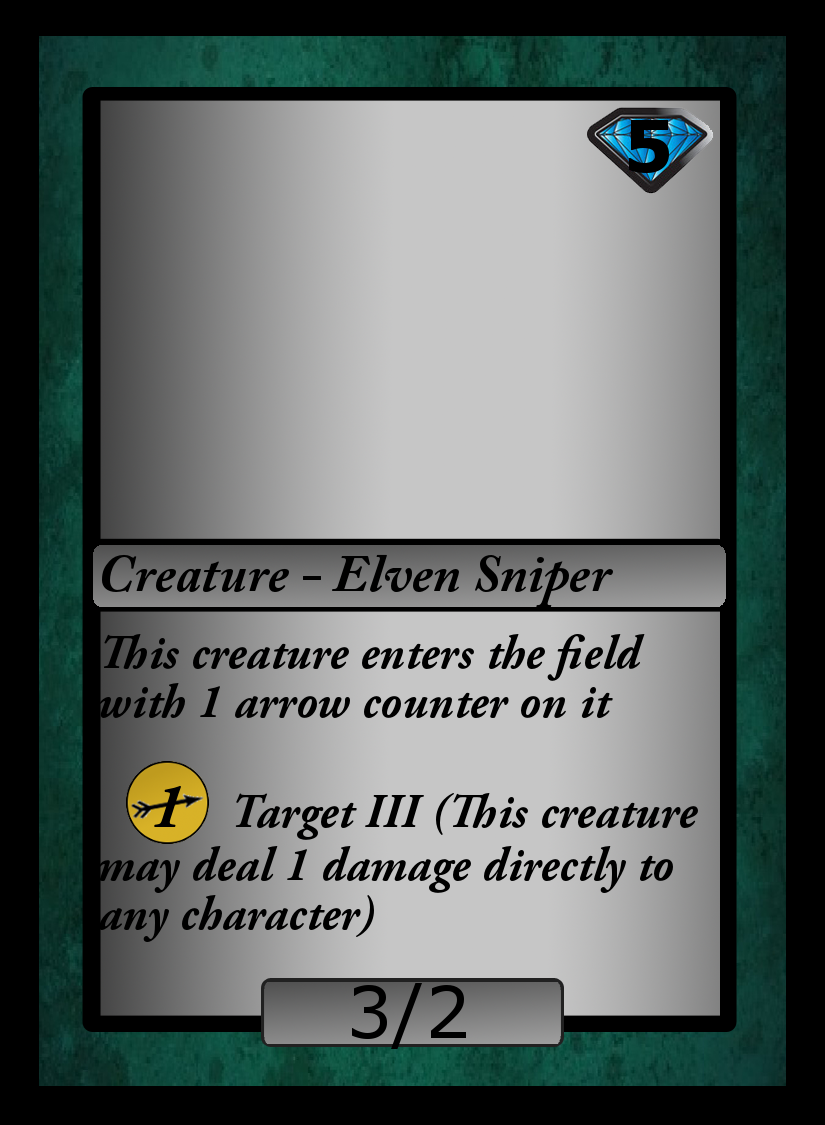 5
Creature – Elven Sniper
This creature enters the field
with 1 arrow counter on it
1 Target III (This creature
may deal 1 damage directly to
any character)
3/2